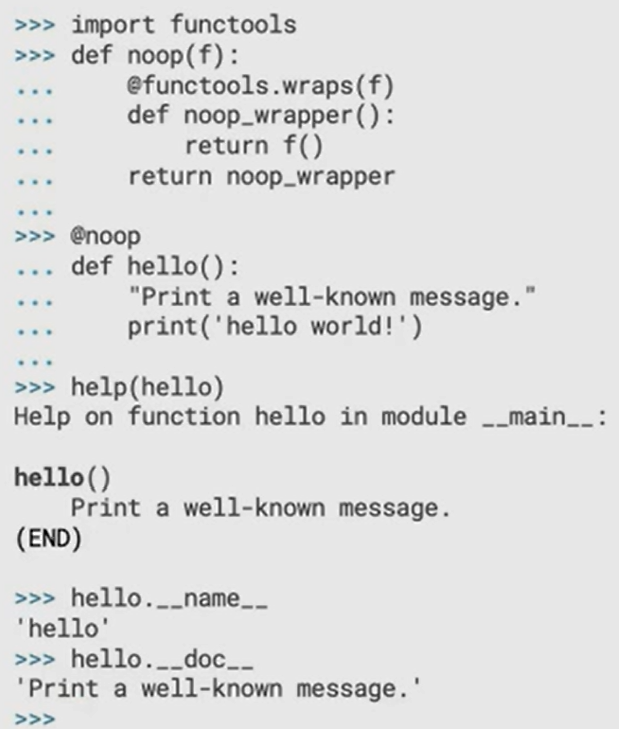 >>> import functools
>>> def noop(f):
...     @functools.wraps(f)
...     def noop_wrapper():
...         return f()
...     return noop_wrapper
...
>>> @noop
... def hello():
...     "Print a well-known message."
...     print('hello world!')
...
>>> help(hello)
Help on function hello in module __main__:

hello()
    Print a well-known message.
(END)

>>> hello.__name__
'hello'
>>> hello.__doc__
'Print a well-known message.'
>>>